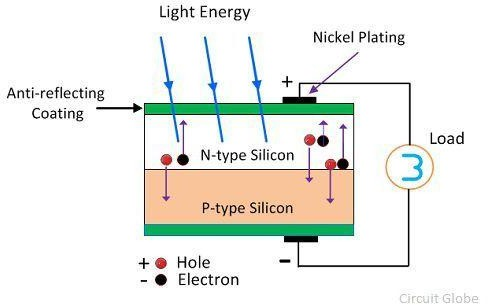 Light Energy
Nickel Plating
+
Anti-reflecting
Coating
Load
N-type Silicon
P-type Silicon
-
+ Hole
- Electron
Circuit Globe